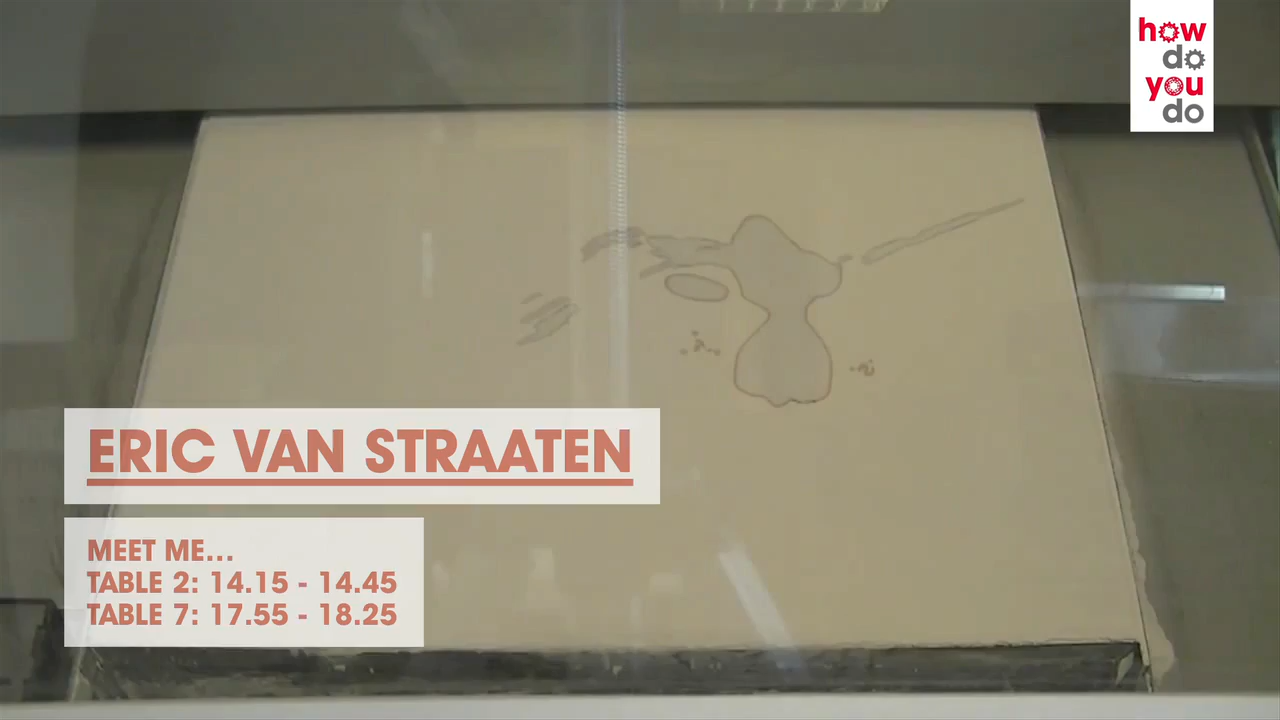 how
do
you
do
ERIC VAN STRAATEN
MEET ME...
TABLE 2: 14.15 - 14.45
TABLE 7: 17.55 - 18.25